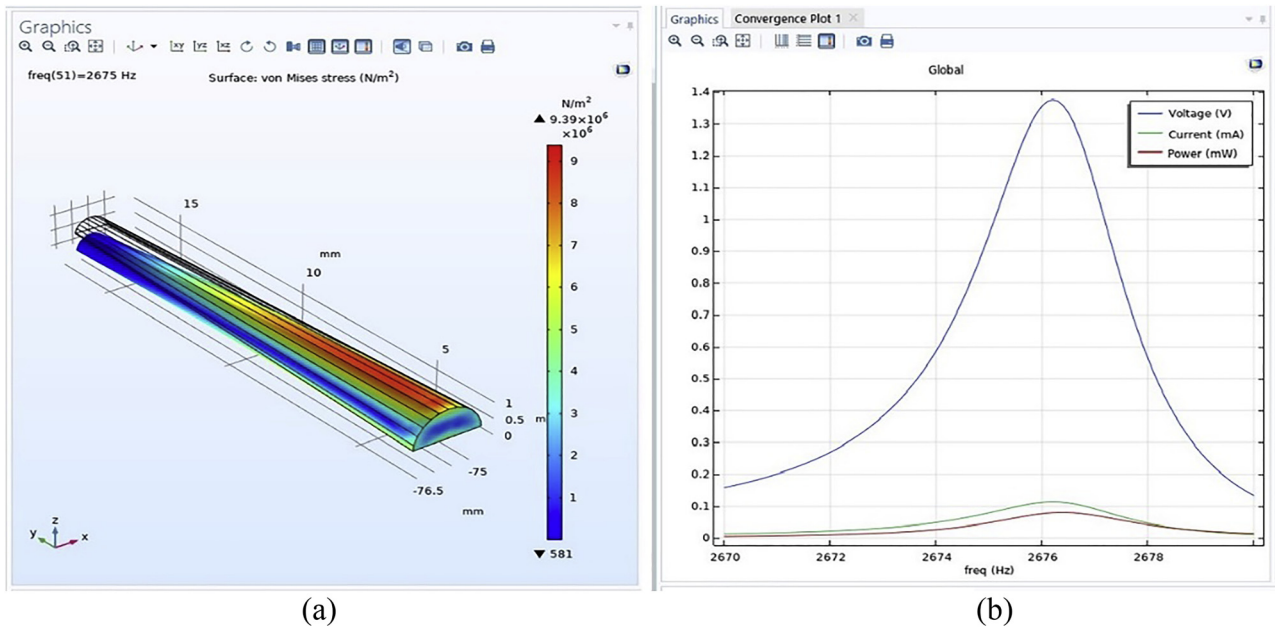 Graphics
freq(51)=2675 Hz
Surface: von Mises stress (N/m²)
N/m²
▲ 9.39×10⁶
×10⁶
9
8
7
6
5
4
3
2
1
▼ 581
15
mm
10
5
1
0.5
m
0
-75
-76.5
mm
z
y
x
(a)
Graphics
Convergence Plot 1
Global
1.4
1.3
1.2
1.1
1
0.9
0.8
0.7
0.6
0.5
0.4
0.3
0.2
0.1
0
Voltage (V)
Current (mA)
Power (mW)
2670
2672
2674
2676
2678
freq (Hz)
(b)